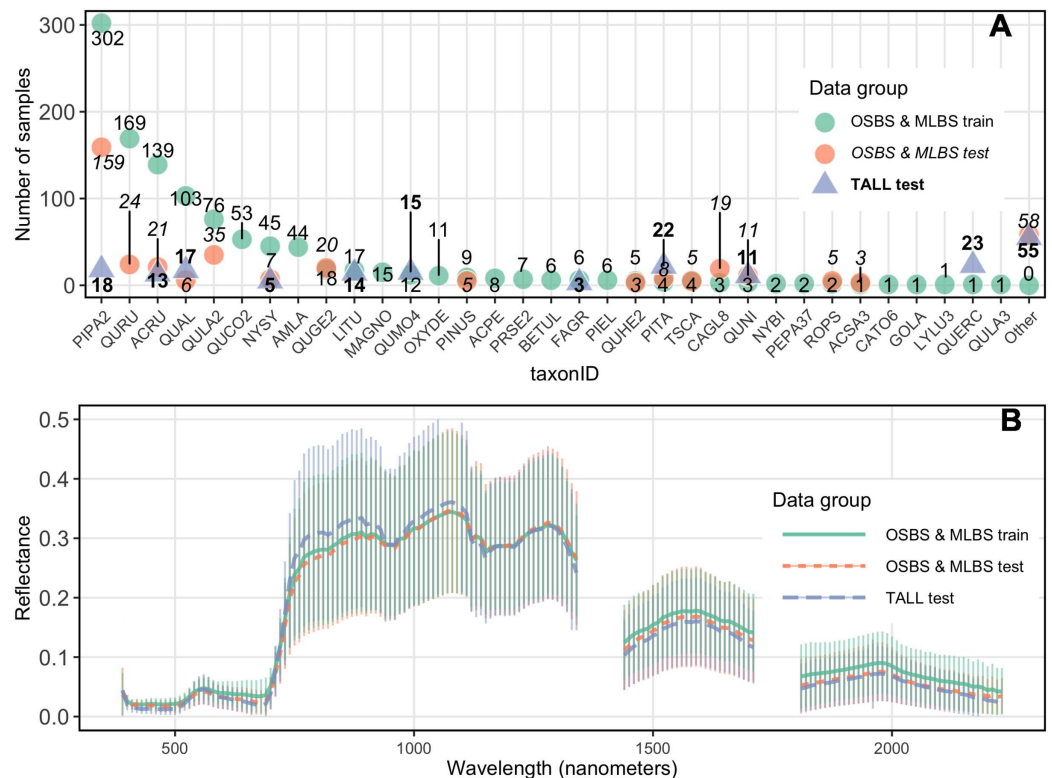 A
Number of samples
300
200
100
0
302
159
18
169
24
139
21
13
103
17
6
76
35
53
45
7
5
44
20
18
17
14
15
15
12
11
9
5
8
7
6
6
3
6
5
3
22
8
4
5
4
19
3
11
11
3
2
2
5
2
3
1
1
1
1
23
1
1
58
55
0
Data group
OSBS & MLBS train
OSBS & MLBS test
TALL test
PIPA2
QURU
ACRU
QUAL
QULA2
QUCO2
NYSY
AMLA
QUGE2
LITU
MAGNO
QUMO4
OXYDE
PINUS
ACPE
PRSE2
BETUL
FAGR
PIEL
QUHE2
PITA
TSCA
CAGL8
QUNI
NYBI
PEPA37
ROPS
ACSA3
CATO6
GOLA
LYLU3
QUERC
QULA3
Other
taxonID
B
Reflectance
0.5
0.4
0.3
0.2
0.1
0.0
Data group
OSBS & MLBS train
OSBS & MLBS test
TALL test
500
1000
1500
2000
Wavelength (nanometers)